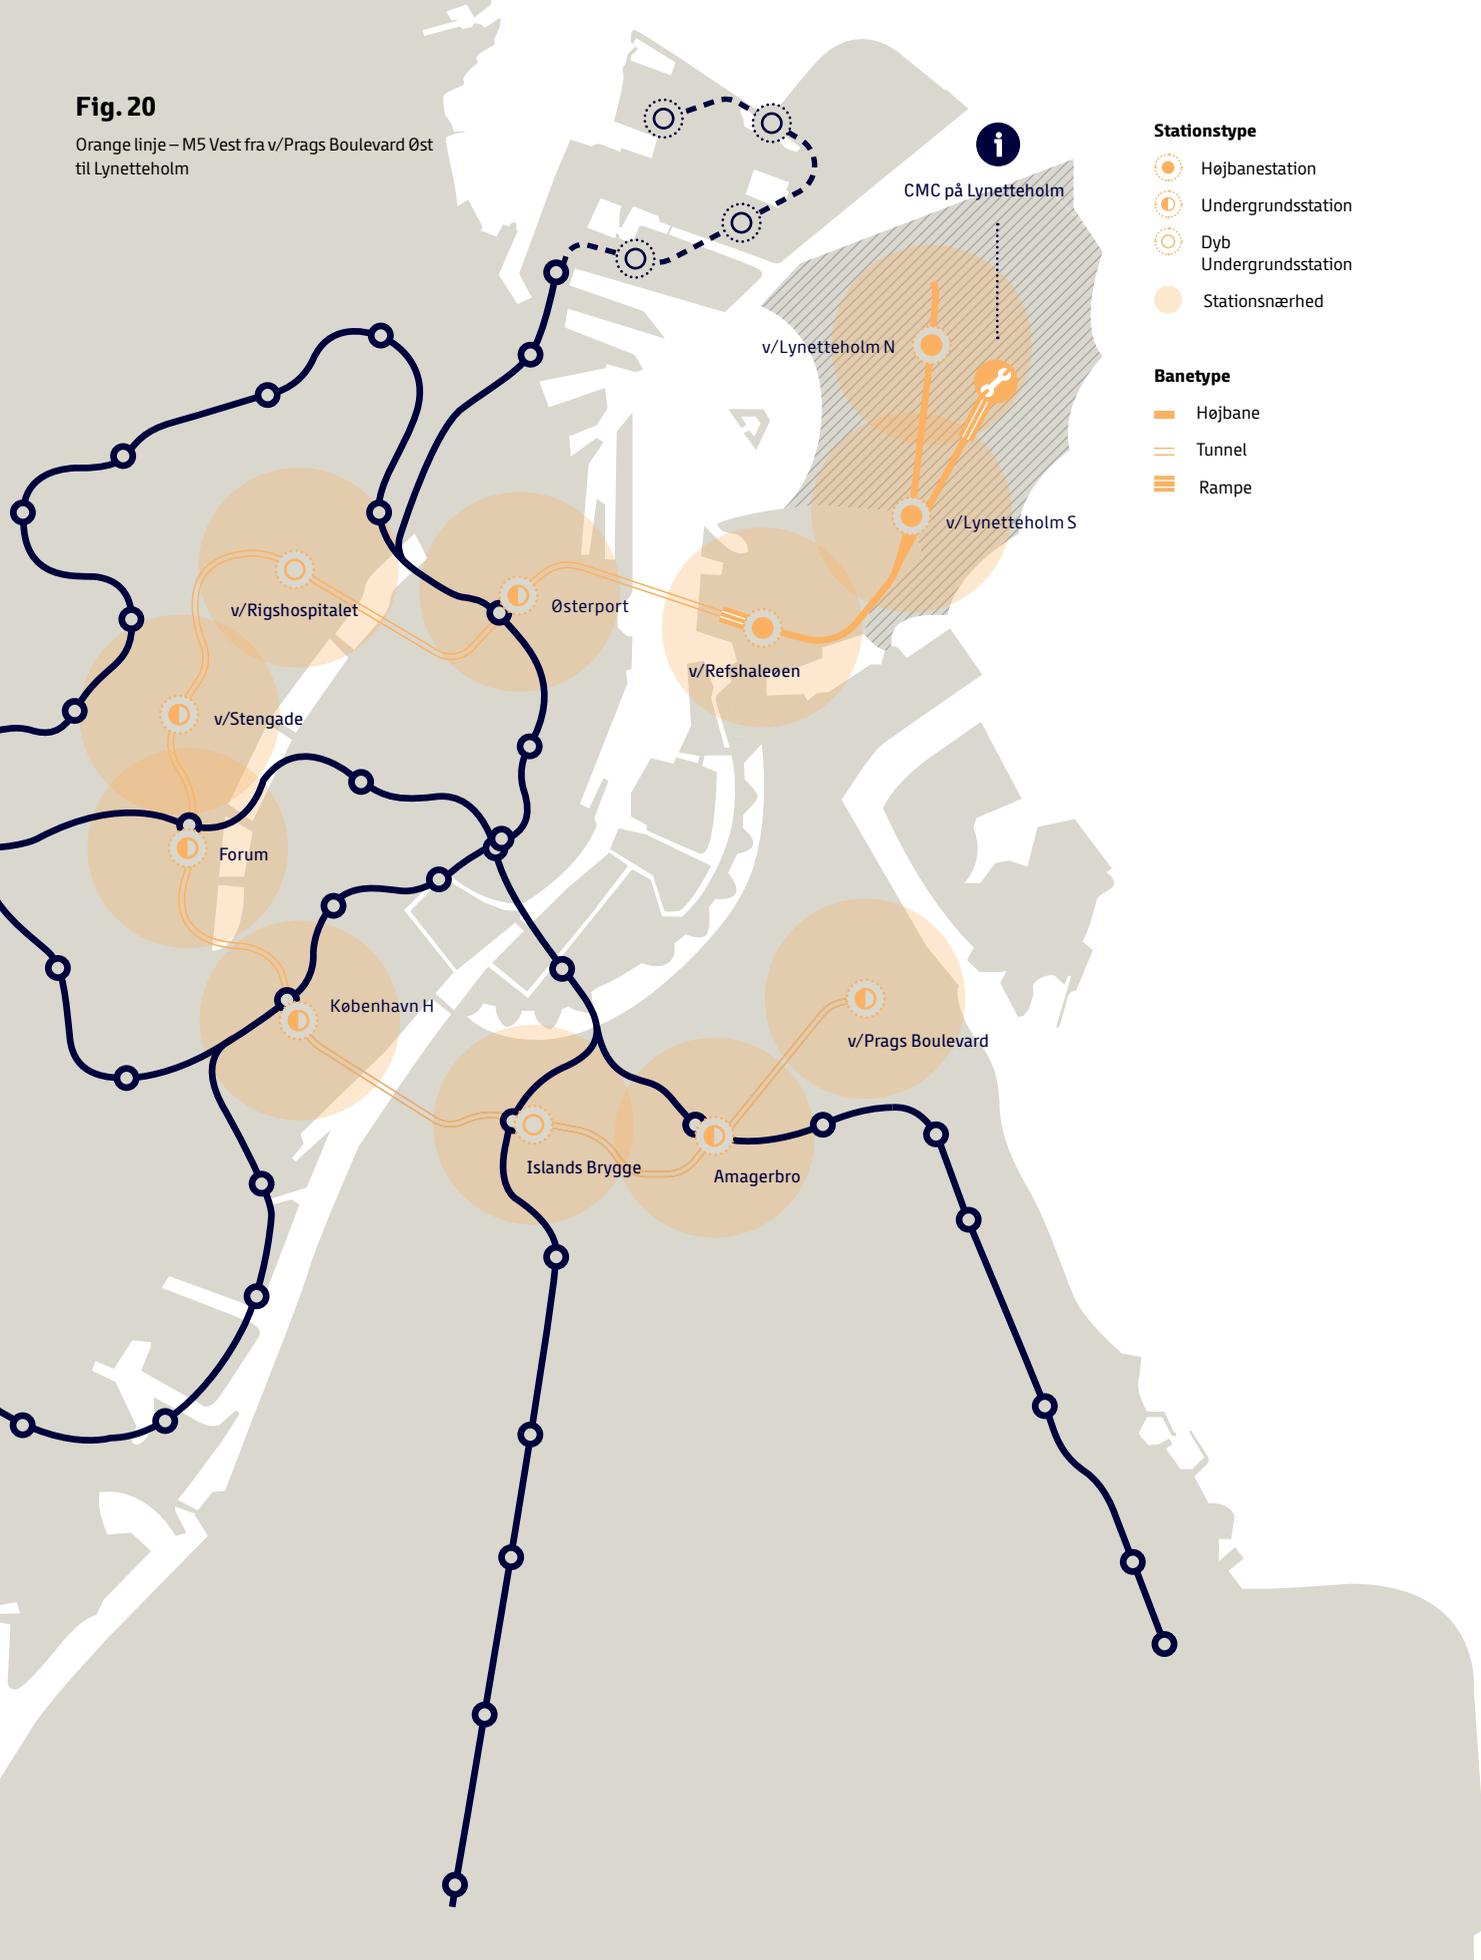 Fig. 20
Orange linje – M5 Vest fra v/Prags Boulevard Øst
til Lynetteholm
CMC på Lynetteholm
Stationstype
Højbanestation
Undergrundsstation
Dyb
Undergrundsstation
Stationsnærhed
Banetype
Højbane
Tunnel
Rampe
v/Lynetteholm N
v/Lynetteholm S
v/Rigshospitalet
Østerport
v/Refshaleøen
v/Stengade
Forum
København H
v/Prags Boulevard
Islands Brygge
Amagerbro